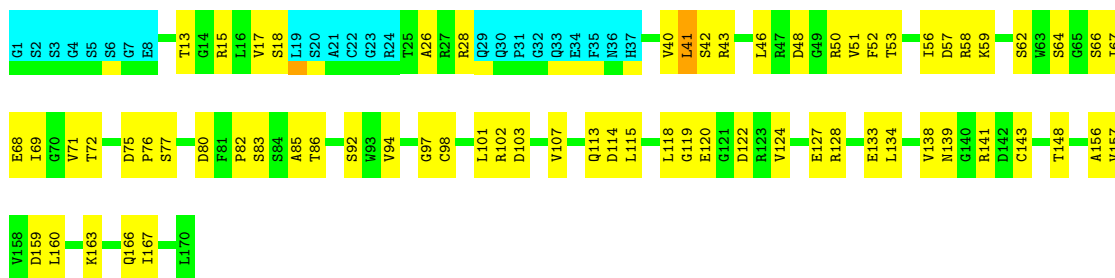 G1 S2 S3 C4 S5 S6 G7 E8 T13 G14 R15 L16 V17 S18 L19 S20 A21 C22 G23 R24 T25 A26 R27 R28 Q29 Q30 P31 G32 Q33 E34 F35 N36 H37 V40 L41 S42 R43 L46 R47 D48 C49 R50 V51 F52 T53 I56 D57 R58 K59 S62 W63 S64 G65 S66 I67
E68 I69 G70 V71 T72 D75 P76 S77 D80 F81 P82 S83 S84 A85 T86 S92 W93 V94 G97 C98 L101 R102 D103 V107 Q113 D114 L115 L118 G119 E120 G121 D122 R123 V124 E127 R128 E133 L134 V138 N139 G140 R141 D142 C143 T148 A156 V157
V158 D159 L160 K163 Q166 I167 L170